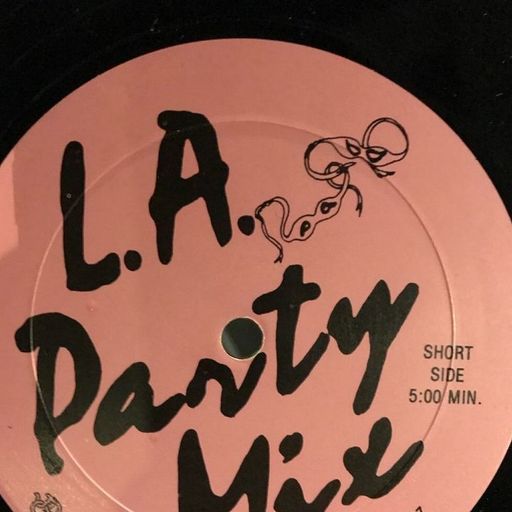 L.A.
Party
Mix
SHORT
SIDE
5:00 MIN.